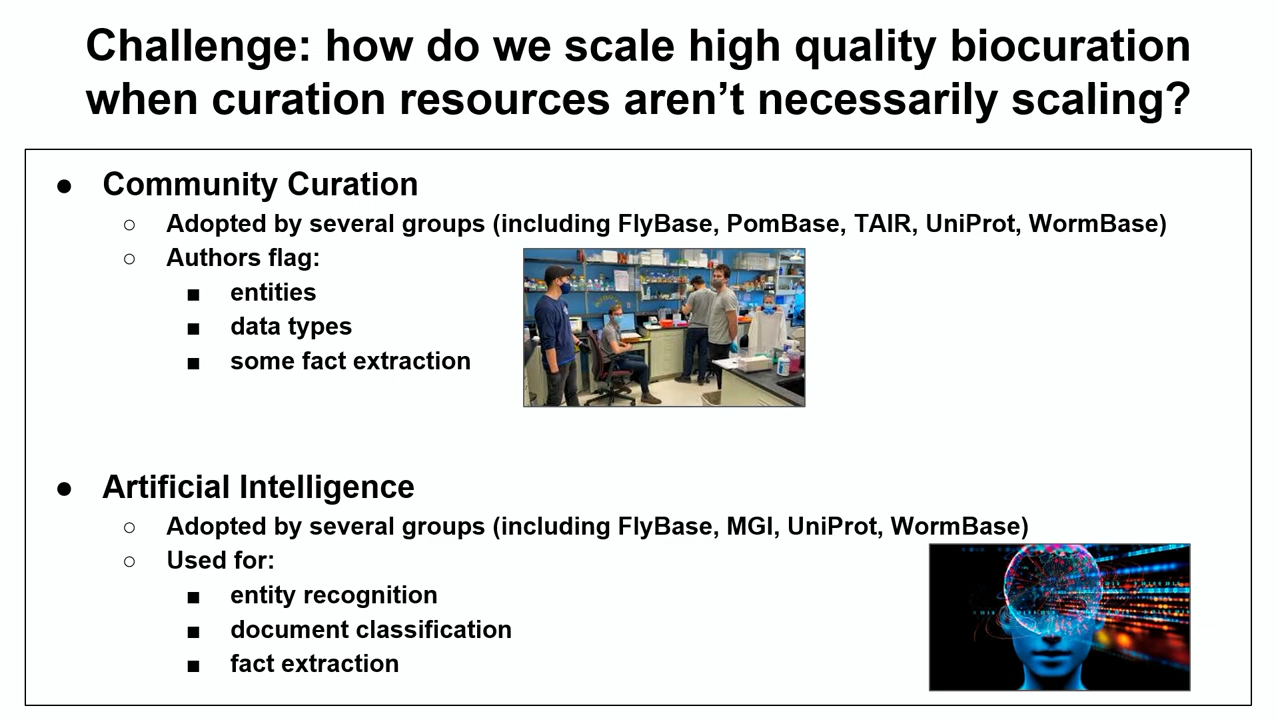 Challenge: how do we scale high quality biocuration
when curation resources aren’t necessarily scaling?
● Community Curation
○ Adopted by several groups (including FlyBase, PomBase, TAIR, UniProt, WormBase)
○ Authors flag:
■ entities
■ data types
■ some fact extraction
● Artificial Intelligence
○ Adopted by several groups (including FlyBase, MGI, UniProt, WormBase)
○ Used for:
■ entity recognition
■ document classification
■ fact extraction